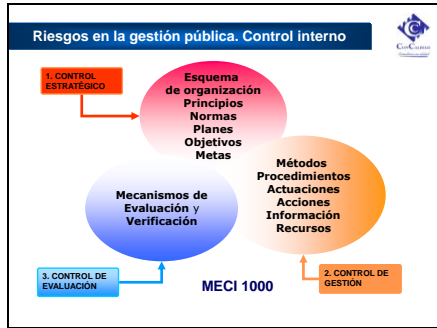 Riesgos en la gestión pública. Control interno
CONCALIDAD
1. CONTROL
ESTRATÉGICO
Esquema
de organización
Principios
Normas
Planes
Objetivos
Metas
Métodos
Procedimientos
Actuaciones
Acciones
Información
Recursos
Mecanismos de
Evaluación y
Verificación
3. CONTROL DE
EVALUACIÓN
MECI 1000
2. CONTROL DE
GESTIÓN